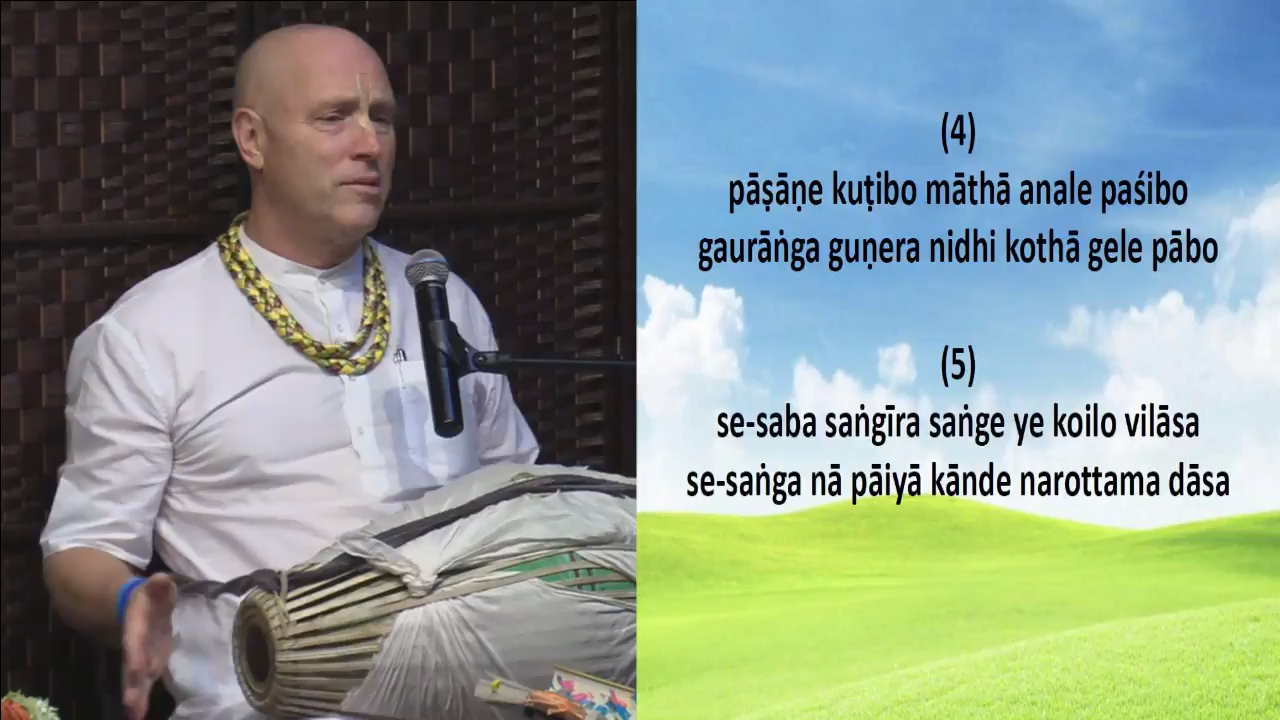 (4)
pāṣāṇe kuṭibo māthā anale paśibo
gaurāṅga guṇera nidhi kothā gele pābo
(5)
se-saba saṅgīra saṅge ye koilo vilāsa
se-saṅga nā pāiyā kānde narottama dāsa